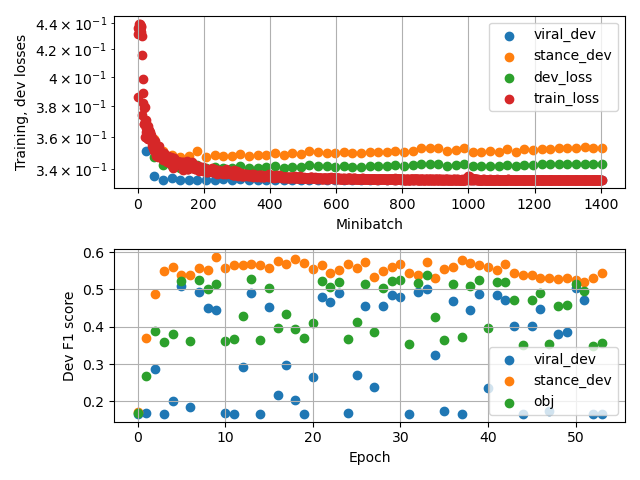 4.4 × 10⁻¹
4.2 × 10⁻¹
4 × 10⁻¹
3.8 × 10⁻¹
3.6 × 10⁻¹
3.4 × 10⁻¹
Training, dev losses
viral_dev
stance_dev
dev_loss
train_loss
0 200 400 600 800 1000 1200 1400
Minibatch
0.6
0.5
0.4
0.3
0.2
Dev F1 score
viral_dev
stance_dev
obj
0 10 20 30 40 50
Epoch